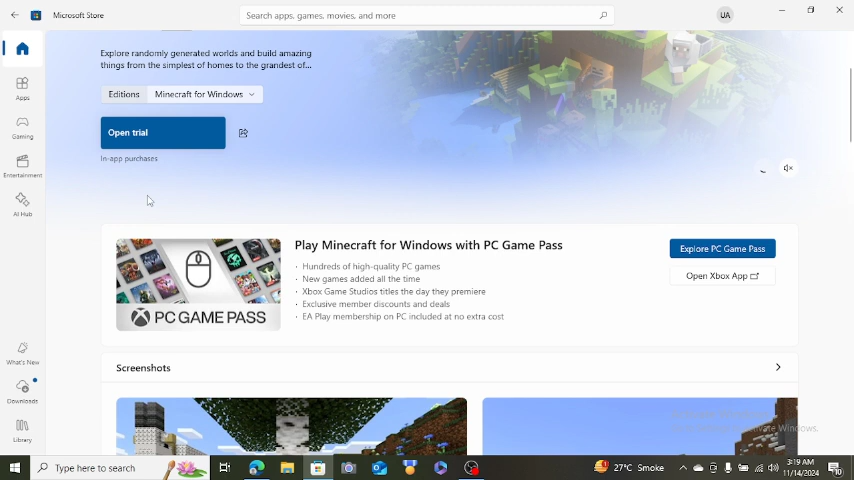 Microsoft Store
Search apps, games, movies, and more
UA
Explore randomly generated worlds and build amazing
things from the simplest of homes to the grandest of...
Editions Minecraft for Windows
Open trial
In-app purchases
Apps
Gaming
Entertainment
AI Hub
What's New
Downloads
Library
Play Minecraft for Windows with PC Game Pass
· Hundreds of high-quality PC games
· New games added all the time
· Xbox Game Studios titles the day they premiere
· Exclusive member discounts and deals
· EA Play membership on PC included at no extra cost
Explore PC Game Pass
Open Xbox App
PC GAME PASS
Screenshots
Windows.
Type here to search
27°C Smoke
3:19 AM
11/14/2024